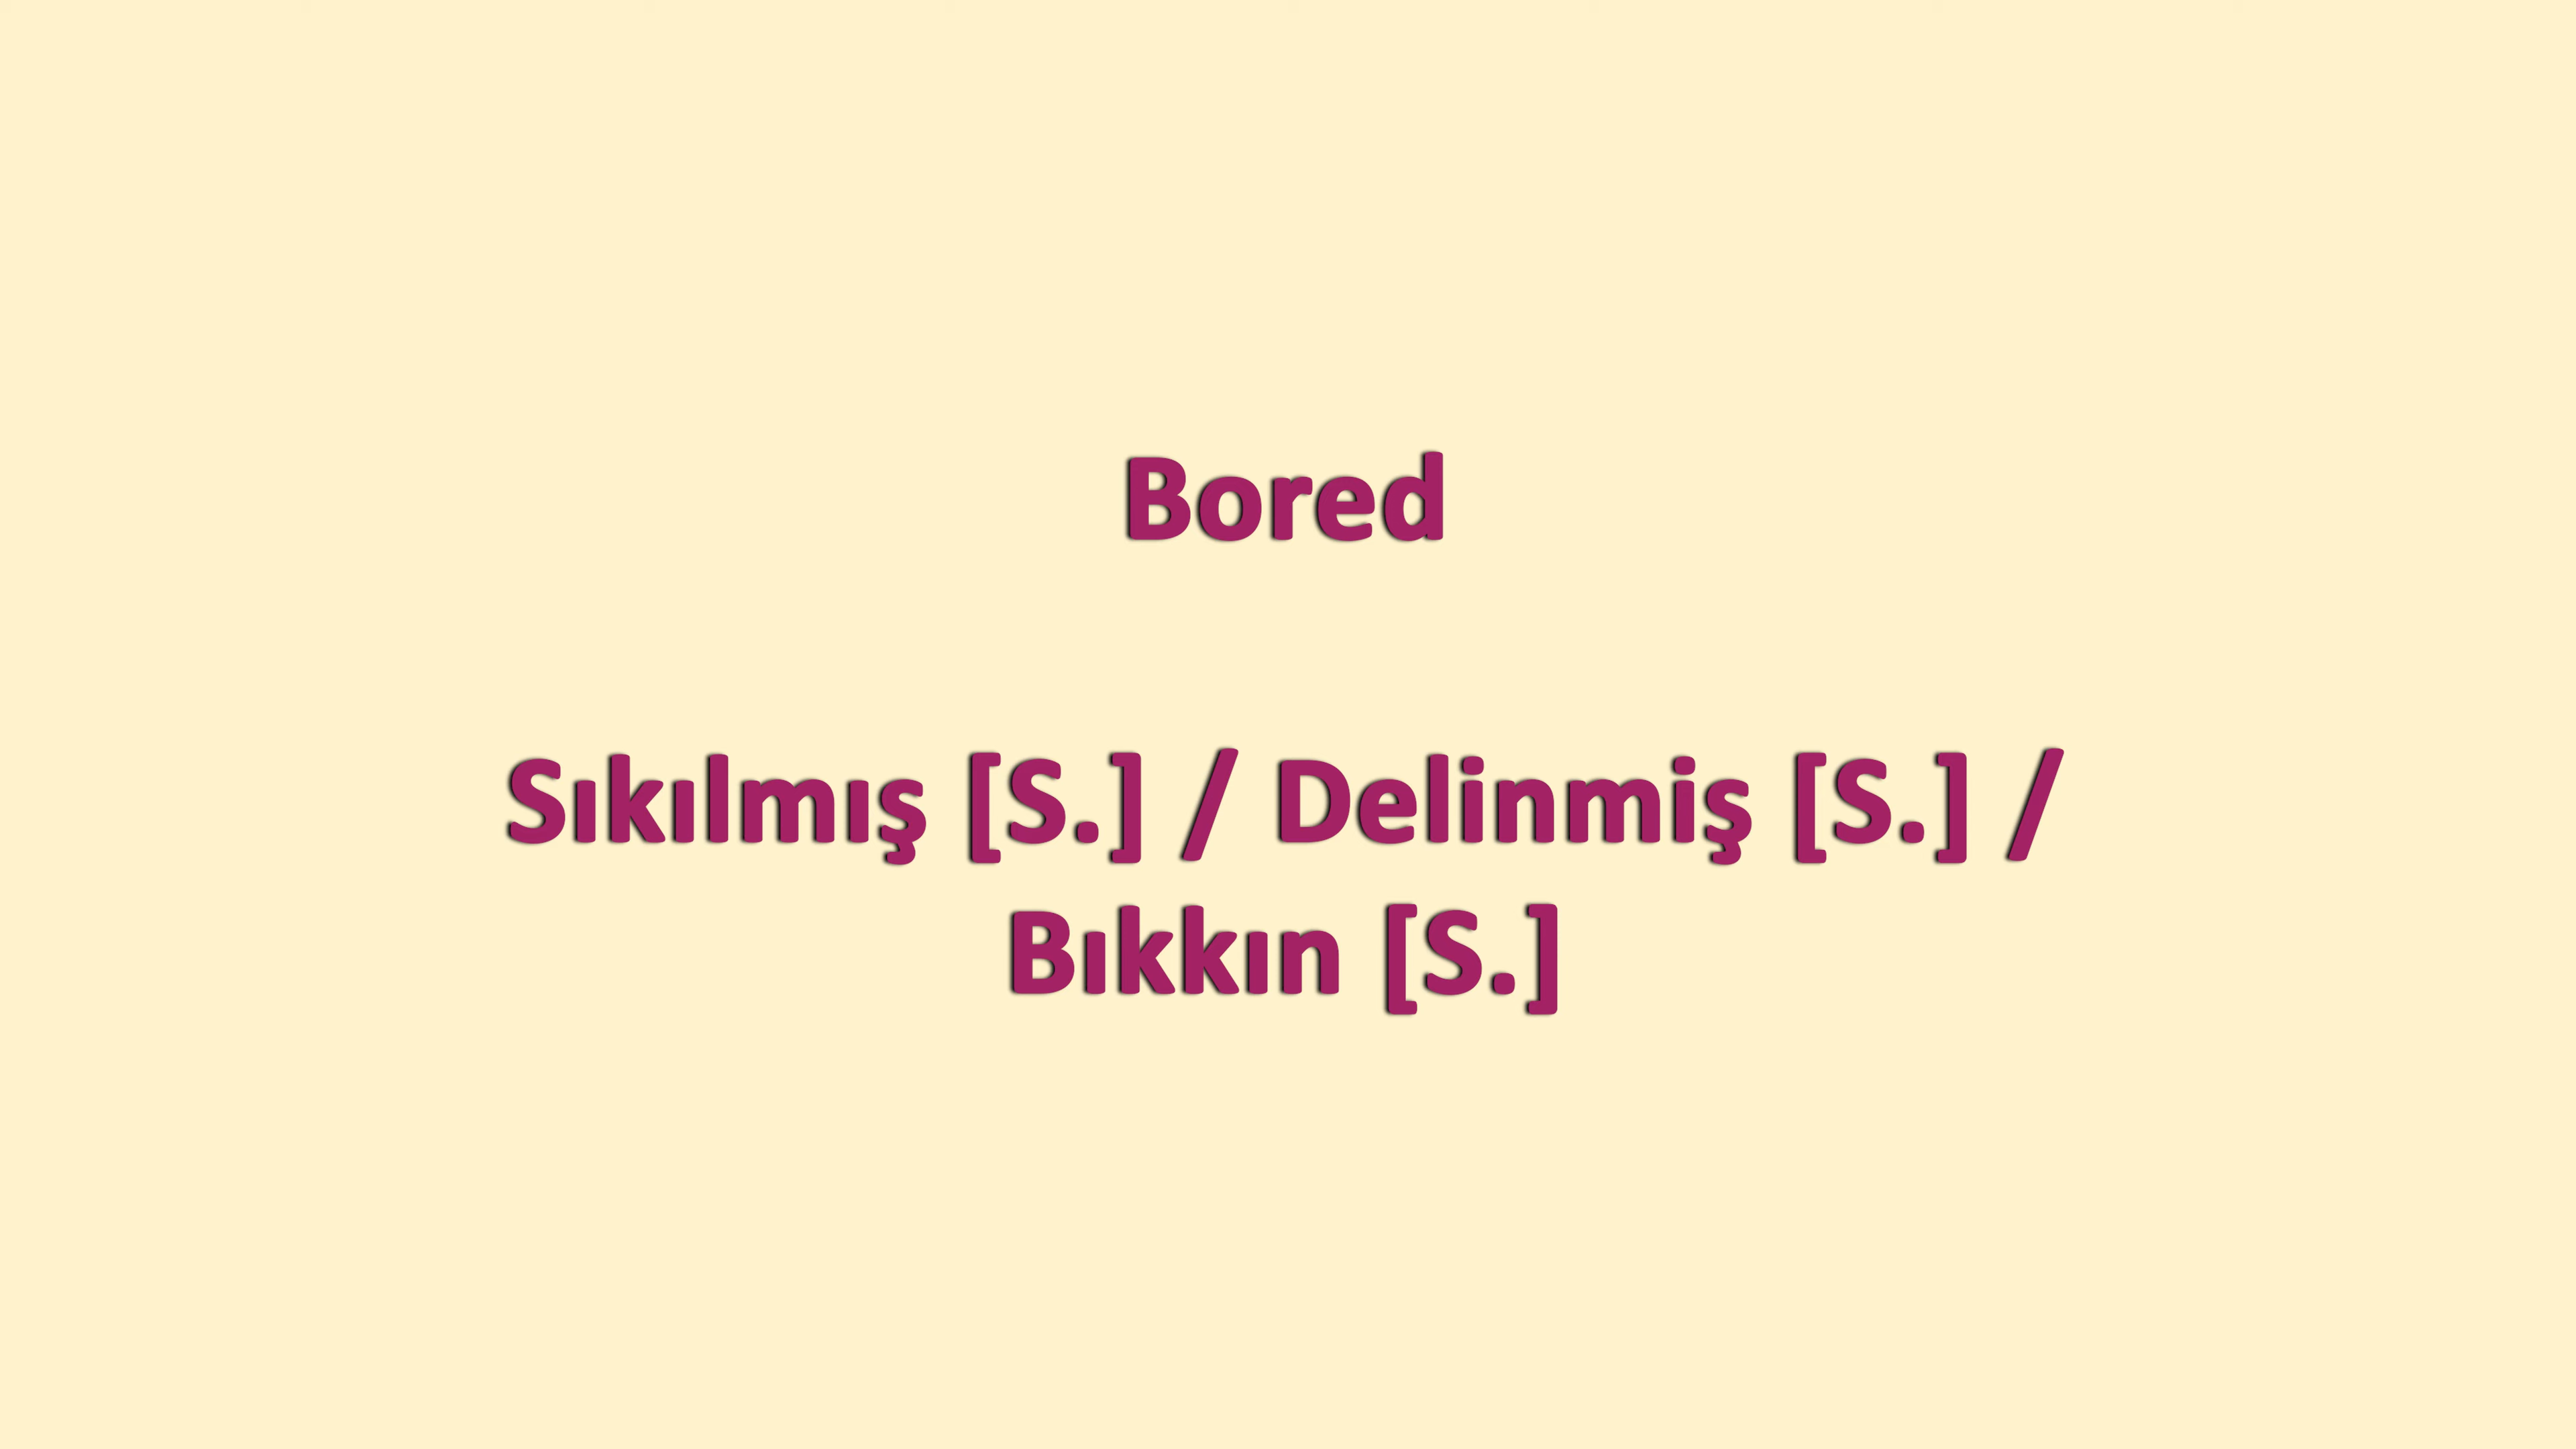 Bored
Sıkılmış [S.] / Delinmiş [S.] /
Bıkkın [S.]